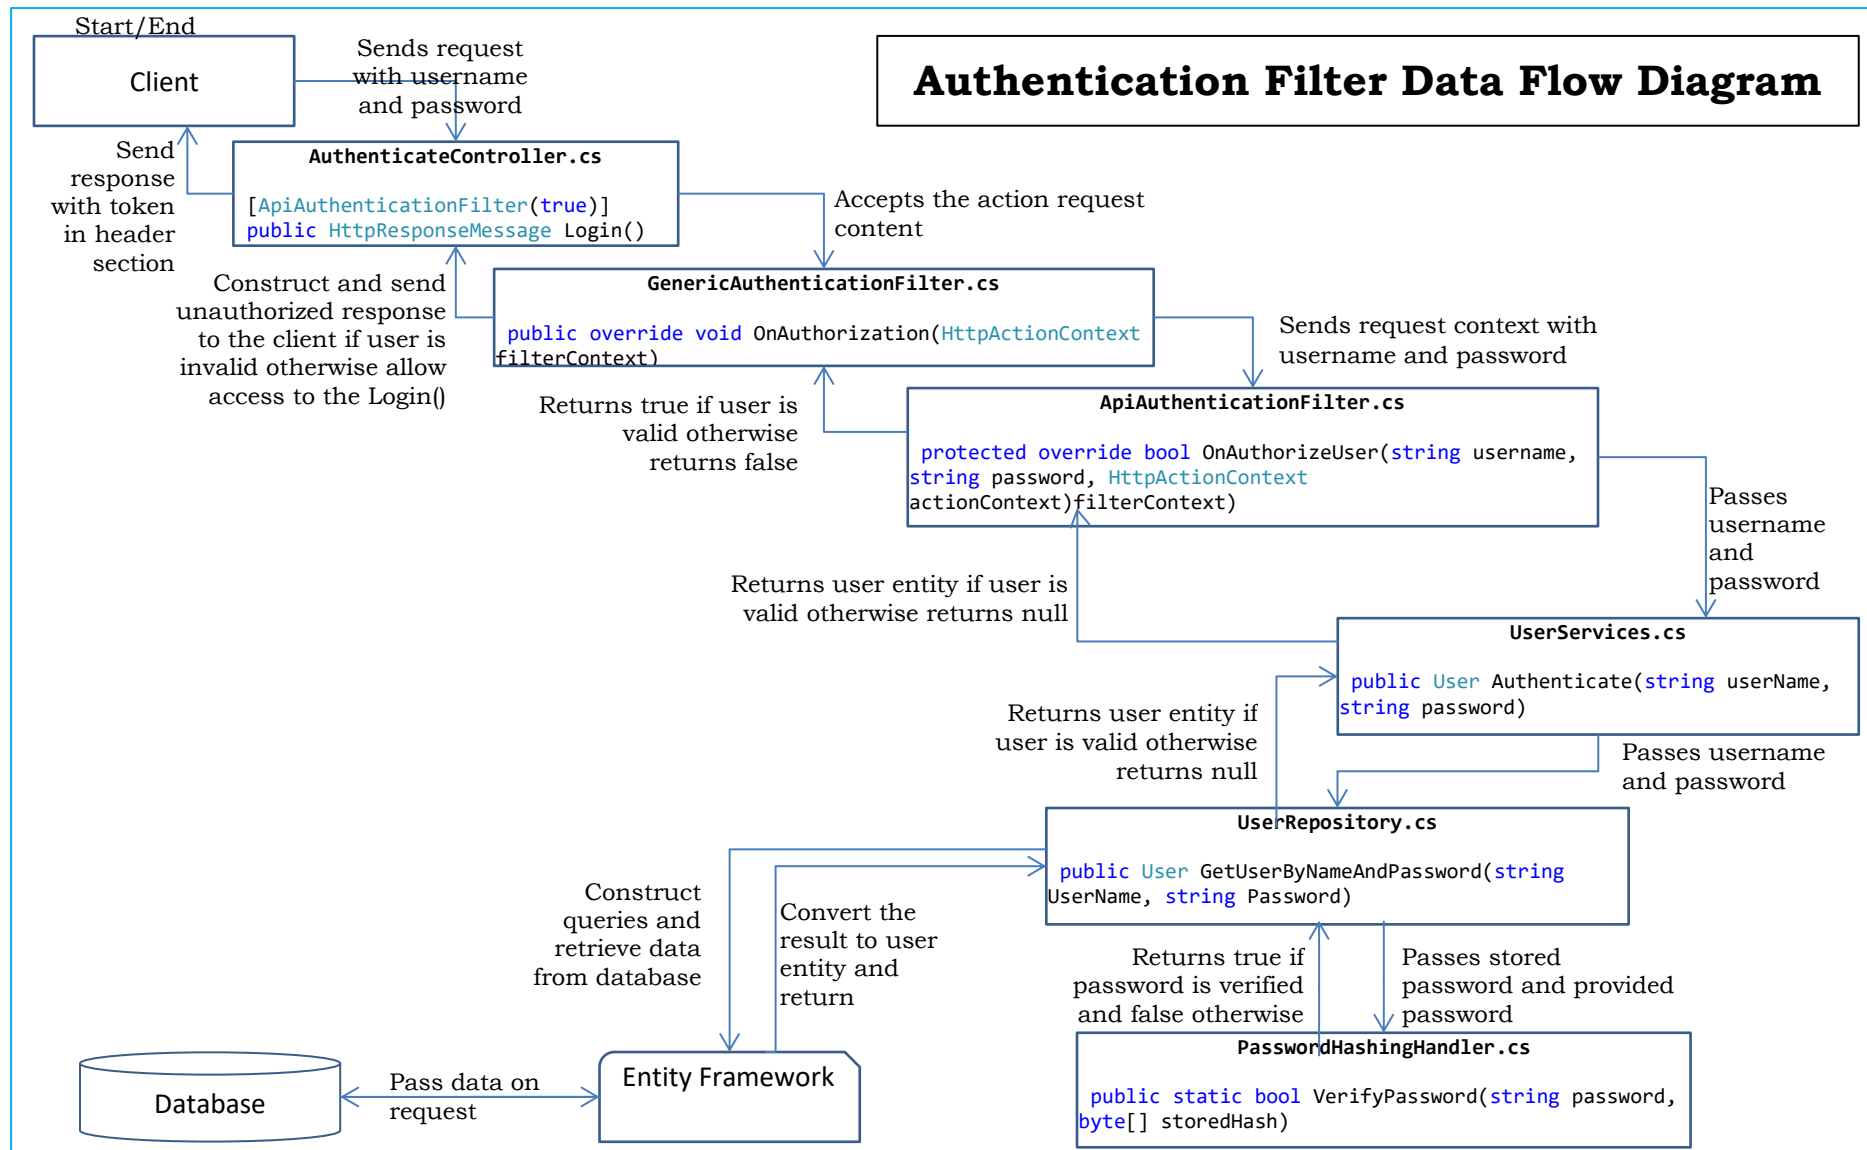 Start/End
Client
Sends request
with username
and password
Authentication Filter Data Flow Diagram
Send
response
with token
in header
section
AuthenticateController.cs
[ApiAuthenticationFilter(true)]
public HttpResponseMessage Login()
Accepts the action request
content
Construct and send
unauthorized response
to the client if user is
invalid otherwise allow
access to the Login()
GenericAuthenticationFilter.cs
public override void OnAuthorization(HttpActionContext
filterContext)
Sends request context with
username and password
Returns true if user is
valid otherwise
returns false
ApiAuthenticationFilter.cs
protected override bool OnAuthorizeUser(string username,
string password, HttpActionContext
actionContext)filterContext)
Passes
username
and
password
Returns user entity if user is
valid otherwise returns null
UserServices.cs
public User Authenticate(string userName,
string password)
Returns user entity if
user is valid otherwise
returns null
Passes username
and password
UserRepository.cs
public User GetUserByNameAndPassword(string
UserName, string Password)
Construct
queries and
retrieve data
from database
Convert the
result to user
entity and
return
Returns true if
password is verified
and false otherwise
Passes stored
password and provided
password
PasswordHashingHandler.cs
public static bool VerifyPassword(string password,
byte[] storedHash)
Entity Framework
Pass data on
request
Database